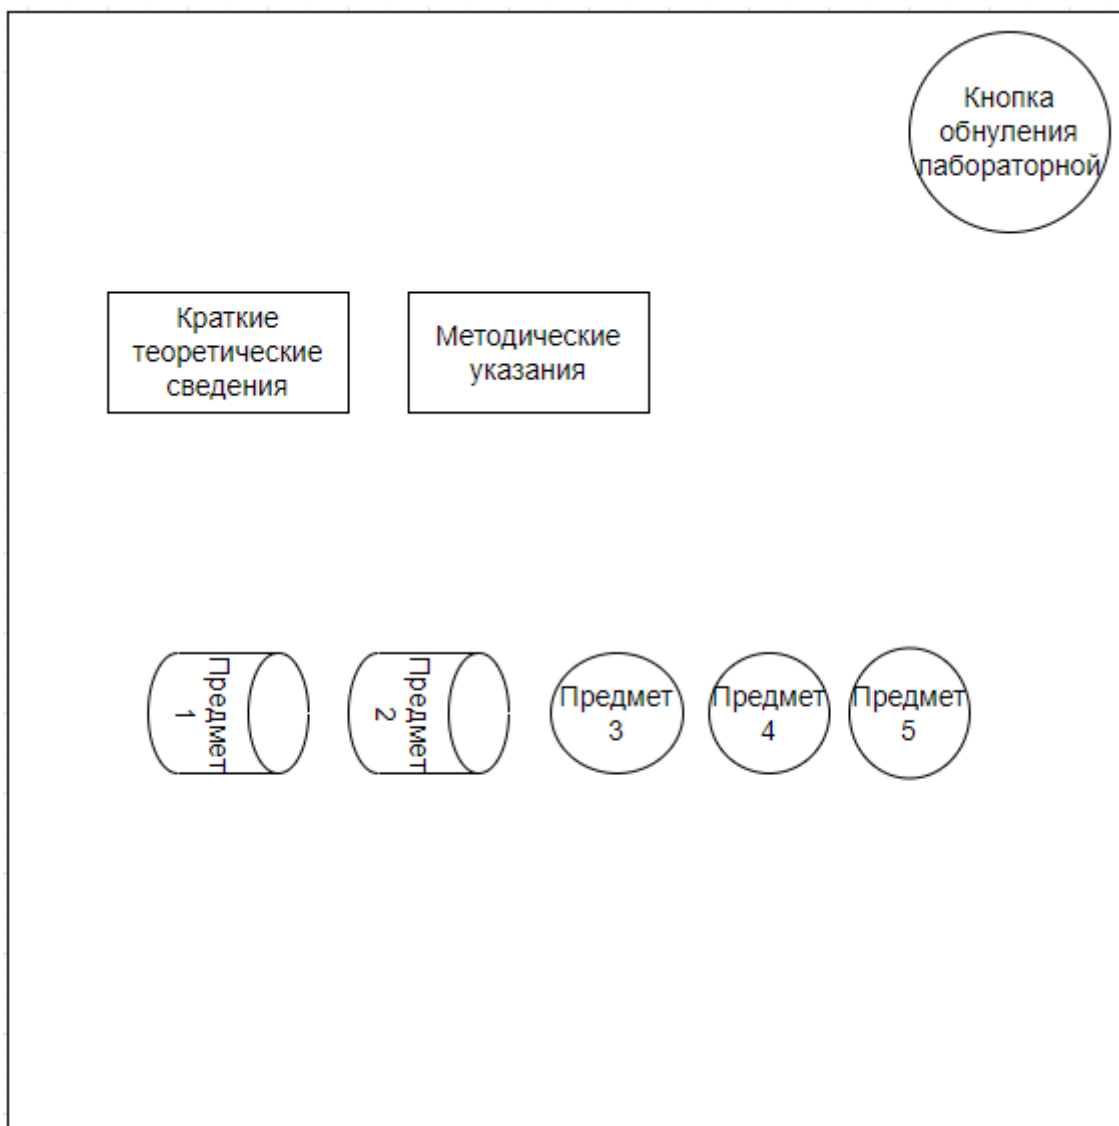 Кнопка
обнуления
лабораторной
Краткие
теоретические
сведения
Методические
указания
Предмет
1
Предмет
2
Предмет
3
Предмет
4
Предмет
5